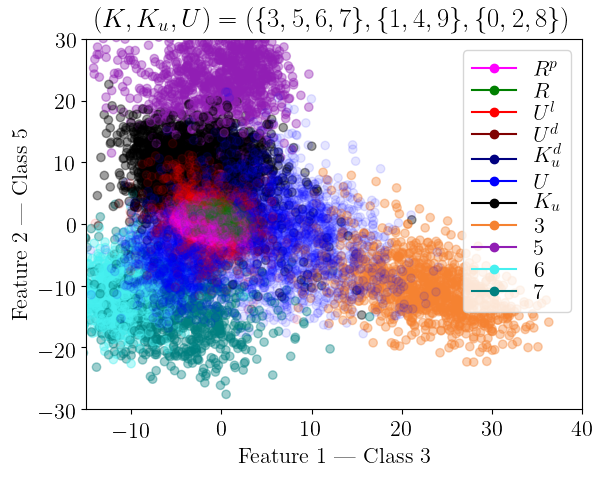 (K, K_u, U) = ({3, 5, 6, 7}, {1, 4, 9}, {0, 2, 8})
Feature 2 — Class 5
30
20
10
0
−10
−20
−30
R^p
R
U^l
U^d
K_u^d
U
K_u
3
5
6
7
−10
0
10
20
30
40
Feature 1 — Class 3